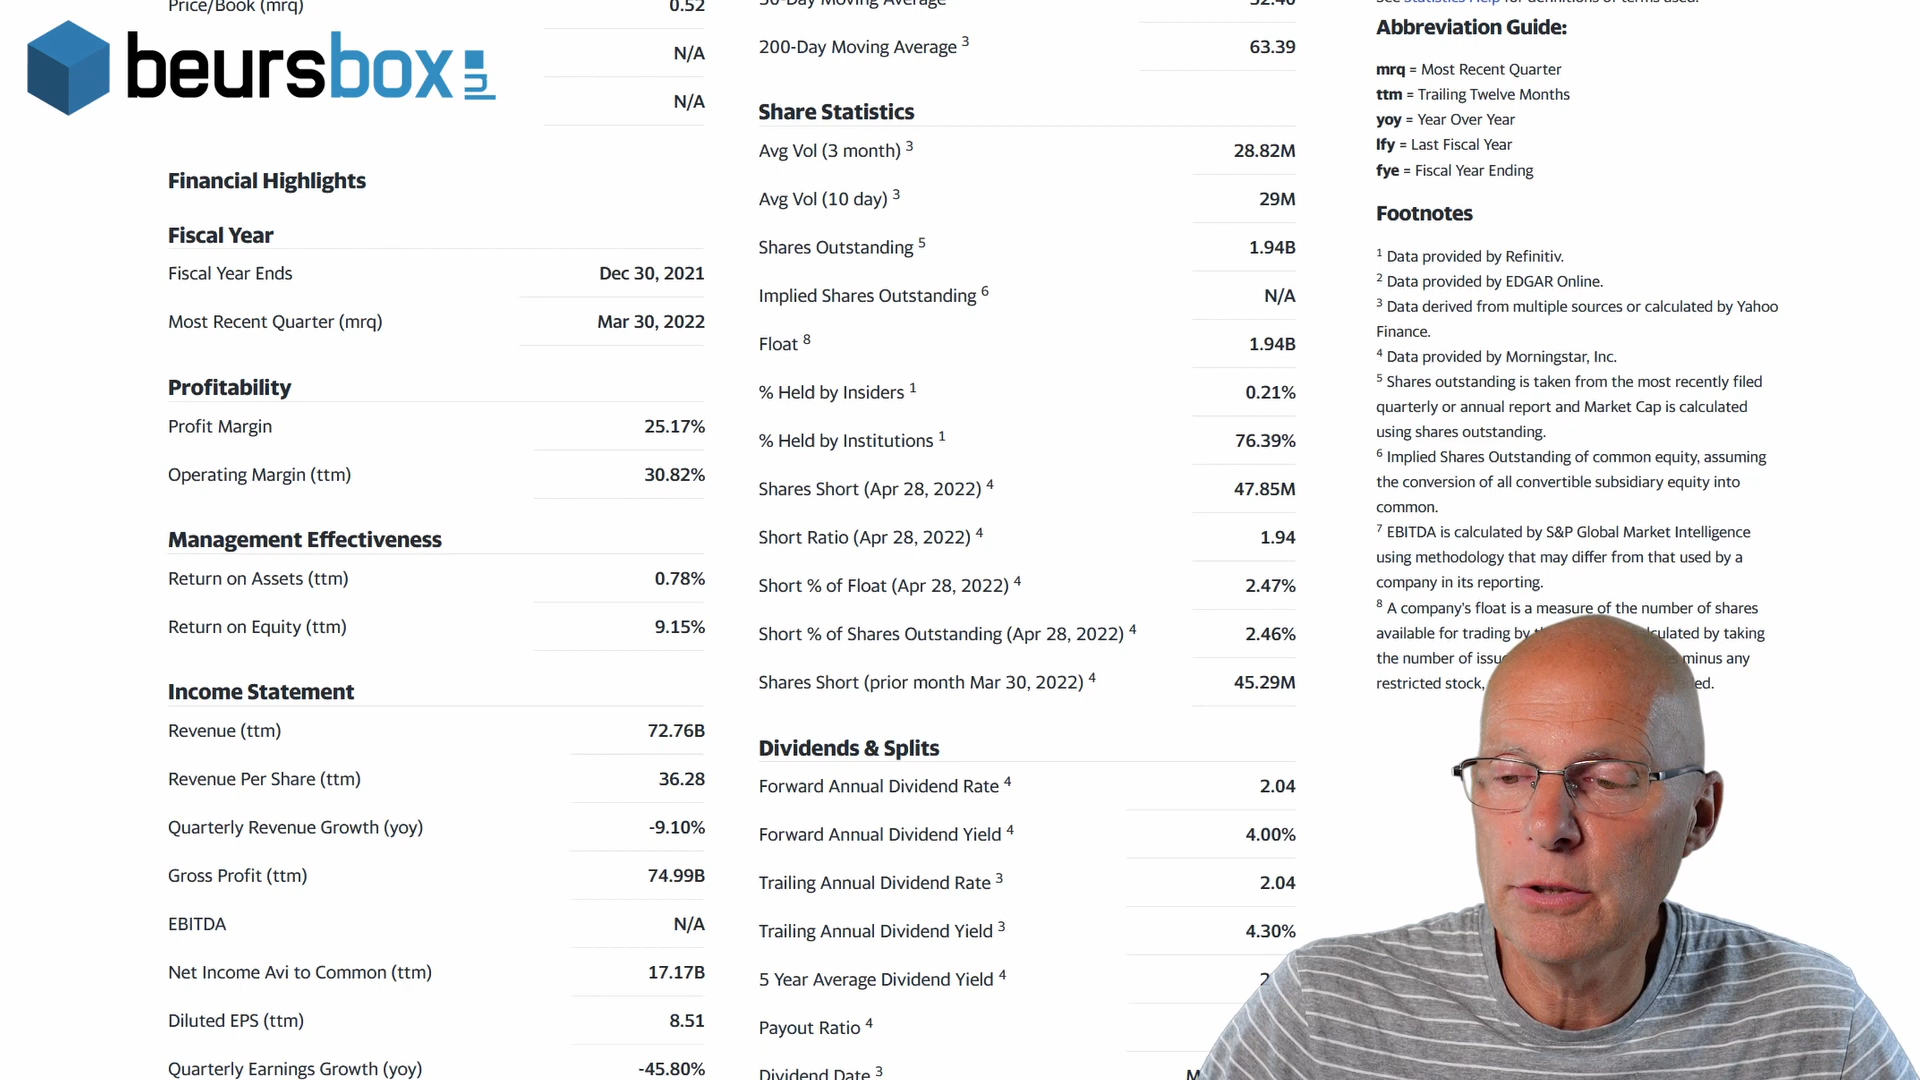 Price/Book (mrq) 0.52
beursbox.nl
N/A
N/A
Financial Highlights
Fiscal Year
Fiscal Year Ends Dec 30, 2021
Most Recent Quarter (mrq) Mar 30, 2022
Profitability
Profit Margin 25.17%
Operating Margin (ttm) 30.82%
Management Effectiveness
Return on Assets (ttm) 0.78%
Return on Equity (ttm) 9.15%
Income Statement
Revenue (ttm) 72.76B
Revenue Per Share (ttm) 36.28
Quarterly Revenue Growth (yoy) -9.10%
Gross Profit (ttm) 74.99B
EBITDA N/A
Net Income Avi to Common (ttm) 17.17B
Diluted EPS (ttm) 8.51
Quarterly Earnings Growth (yoy) -45.80%
Moving Average
200-Day Moving Average 3 63.39
Share Statistics
Avg Vol (3 month) 3 28.82M
Avg Vol (10 day) 3 29M
Shares Outstanding 5 1.94B
Implied Shares Outstanding 6 N/A
Float 8 1.94B
% Held by Insiders 1 0.21%
% Held by Institutions 1 76.39%
Shares Short (Apr 28, 2022) 4 47.85M
Short Ratio (Apr 28, 2022) 4 1.94
Short % of Float (Apr 28, 2022) 4 2.47%
Short % of Shares Outstanding (Apr 28, 2022) 4 2.46%
Shares Short (prior month Mar 30, 2022) 4 45.29M
Dividends & Splits
Forward Annual Dividend Rate 4 2.04
Forward Annual Dividend Yield 4 4.00%
Trailing Annual Dividend Rate 3 2.04
Trailing Annual Dividend Yield 3 4.30%
5 Year Average Dividend Yield 4
Payout Ratio 4
Dividend Date 3
See Statistics Help for definitions of terms used.
Abbreviation Guide:
mrq = Most Recent Quarter
ttm = Trailing Twelve Months
yoy = Year Over Year
lfy = Last Fiscal Year
fye = Fiscal Year Ending
Footnotes
1 Data provided by Refinitiv.
2 Data provided by EDGAR Online.
3 Data derived from multiple sources or calculated by Yahoo
Finance.
4 Data provided by Morningstar, Inc.
5 Shares outstanding is taken from the most recently filed
quarterly or annual report and Market Cap is calculated
using shares outstanding.
6 Implied Shares Outstanding of common equity, assuming
the conversion of all convertible subsidiary equity into
common.
7 EBITDA is calculated by S&P Global Market Intelligence
using methodology that may differ from that used by a
company in its reporting.
8 A company's float is a measure of the number of shares
available for trading by by taking
the number of minus any
restricted stock,